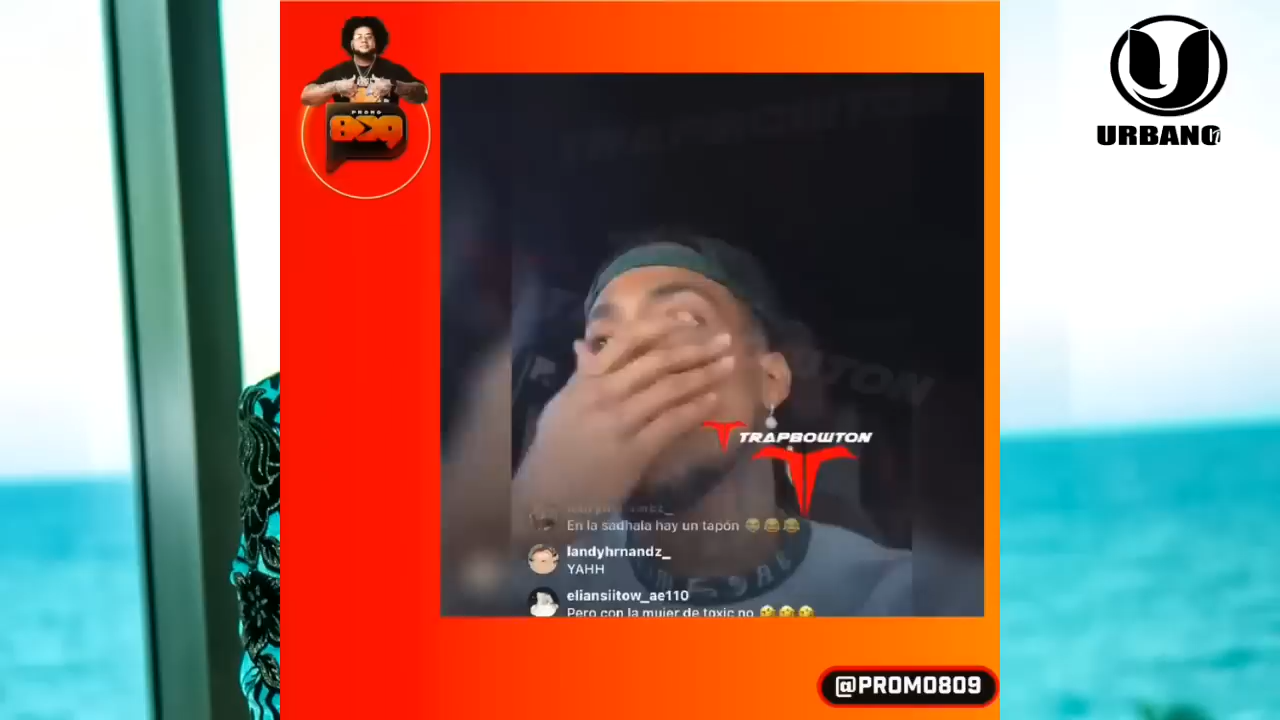 PROMO
809
URBANO
TRAPBOWTON
TRAPBOWTON
En la sadhala hay un tapón 😂😂😂
landyhrnandz_
YAHH
eliansiitow_ae110
Pero con la mujer de toxic no 🤣🤣🤣
@PROMO809